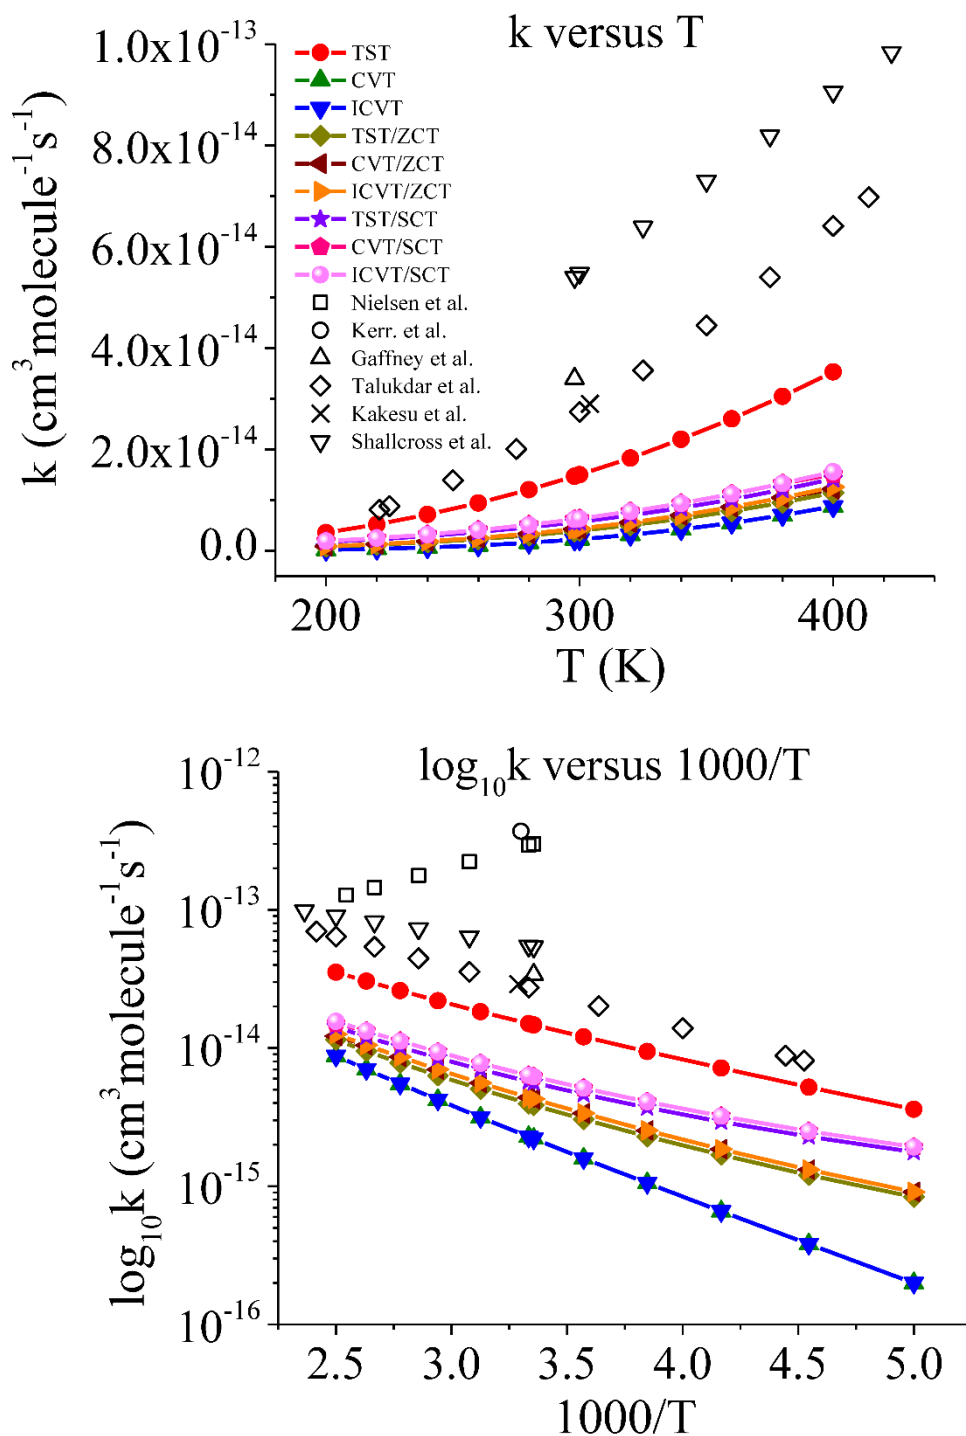 k versus T
1.0x10⁻¹³
8.0x10⁻¹⁴
6.0x10⁻¹⁴
4.0x10⁻¹⁴
2.0x10⁻¹⁴
0.0
k (cm³molecule⁻¹s⁻¹)
TST
CVT
ICVT
TST/ZCT
CVT/ZCT
ICVT/ZCT
TST/SCT
CVT/SCT
ICVT/SCT
Nielsen et al.
Kerr. et al.
Gaffney et al.
Talukdar et al.
Kakesu et al.
Shallcross et al.
200 300 400
T (K)
log₁₀k versus 1000/T
10⁻¹²
10⁻¹³
10⁻¹⁴
10⁻¹⁵
10⁻¹⁶
log₁₀k (cm³molecule⁻¹s⁻¹)
2.5 3.0 3.5 4.0 4.5 5.0
1000/T